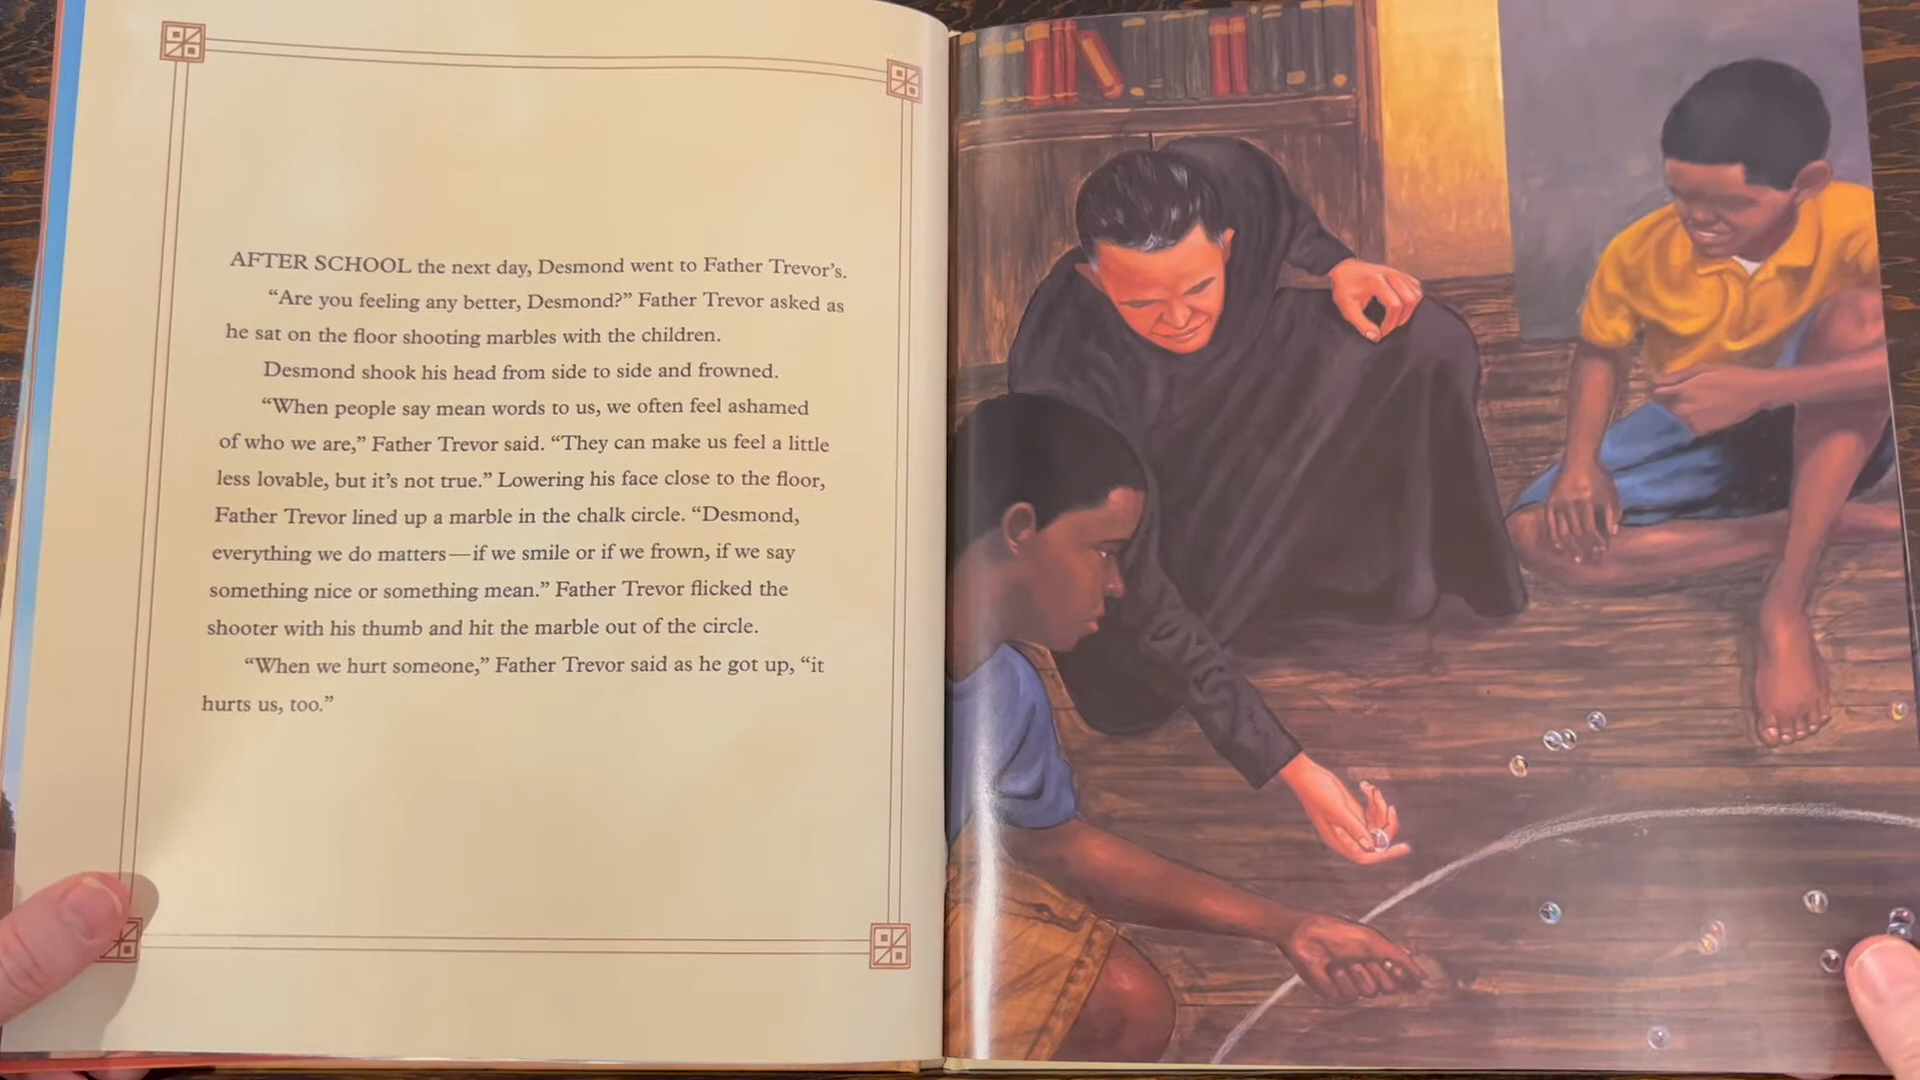 AFTER SCHOOL the next day, Desmond went to Father Trevor's.
“Are you feeling any better, Desmond?” Father Trevor asked as
he sat on the floor shooting marbles with the children.
Desmond shook his head from side to side and frowned.
“When people say mean words to us, we often feel ashamed
of who we are,” Father Trevor said. “They can make us feel a little
less lovable, but it’s not true.” Lowering his face close to the floor,
Father Trevor lined up a marble in the chalk circle. “Desmond,
everything we do matters—if we smile or if we frown, if we say
something nice or something mean.” Father Trevor flicked the
shooter with his thumb and hit the marble out of the circle.
“When we hurt someone,” Father Trevor said as he got up, “it
hurts us, too.”